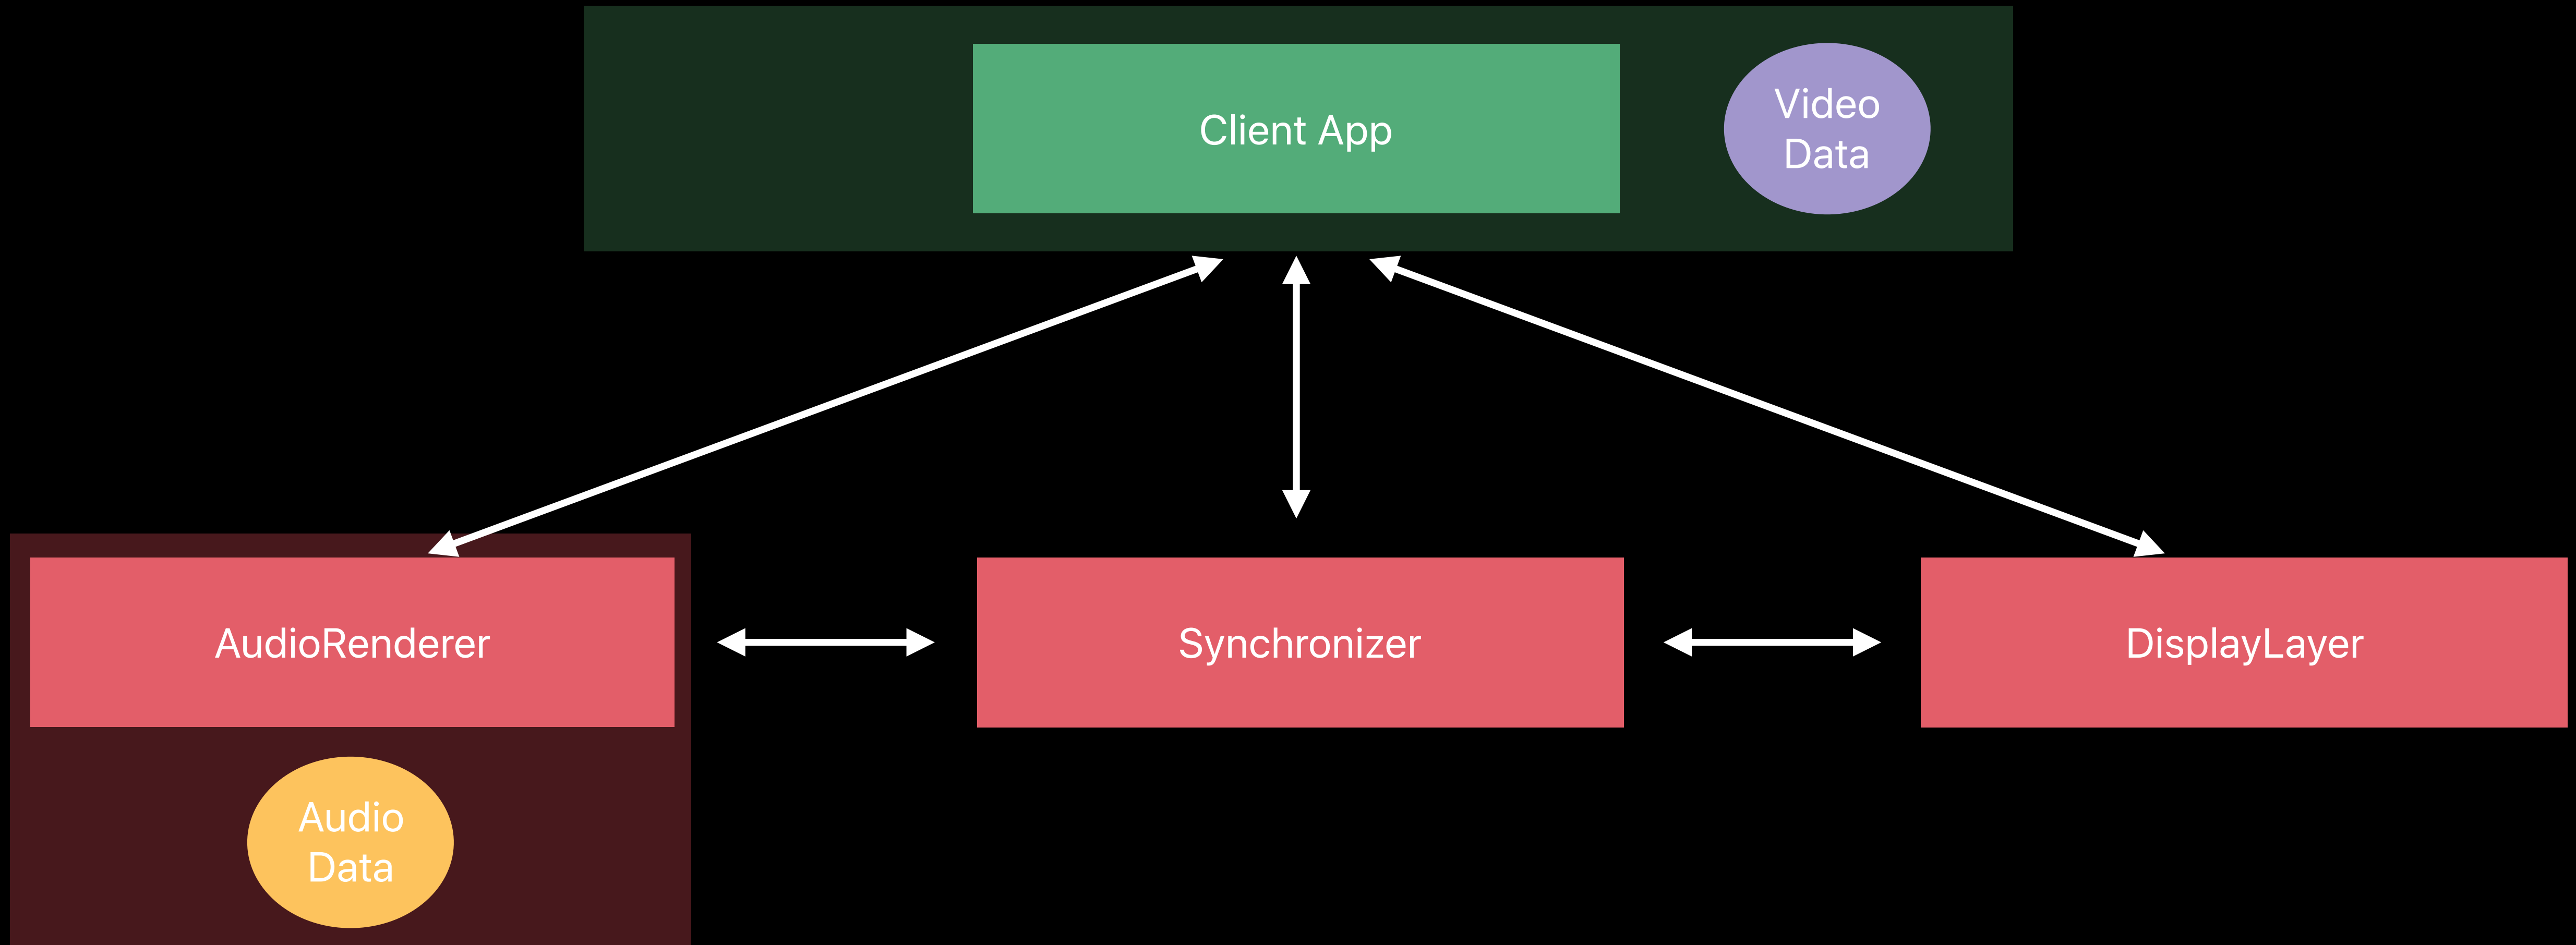 Client App
Video
Data
AudioRenderer
Synchronizer
DisplayLayer
Audio
Data